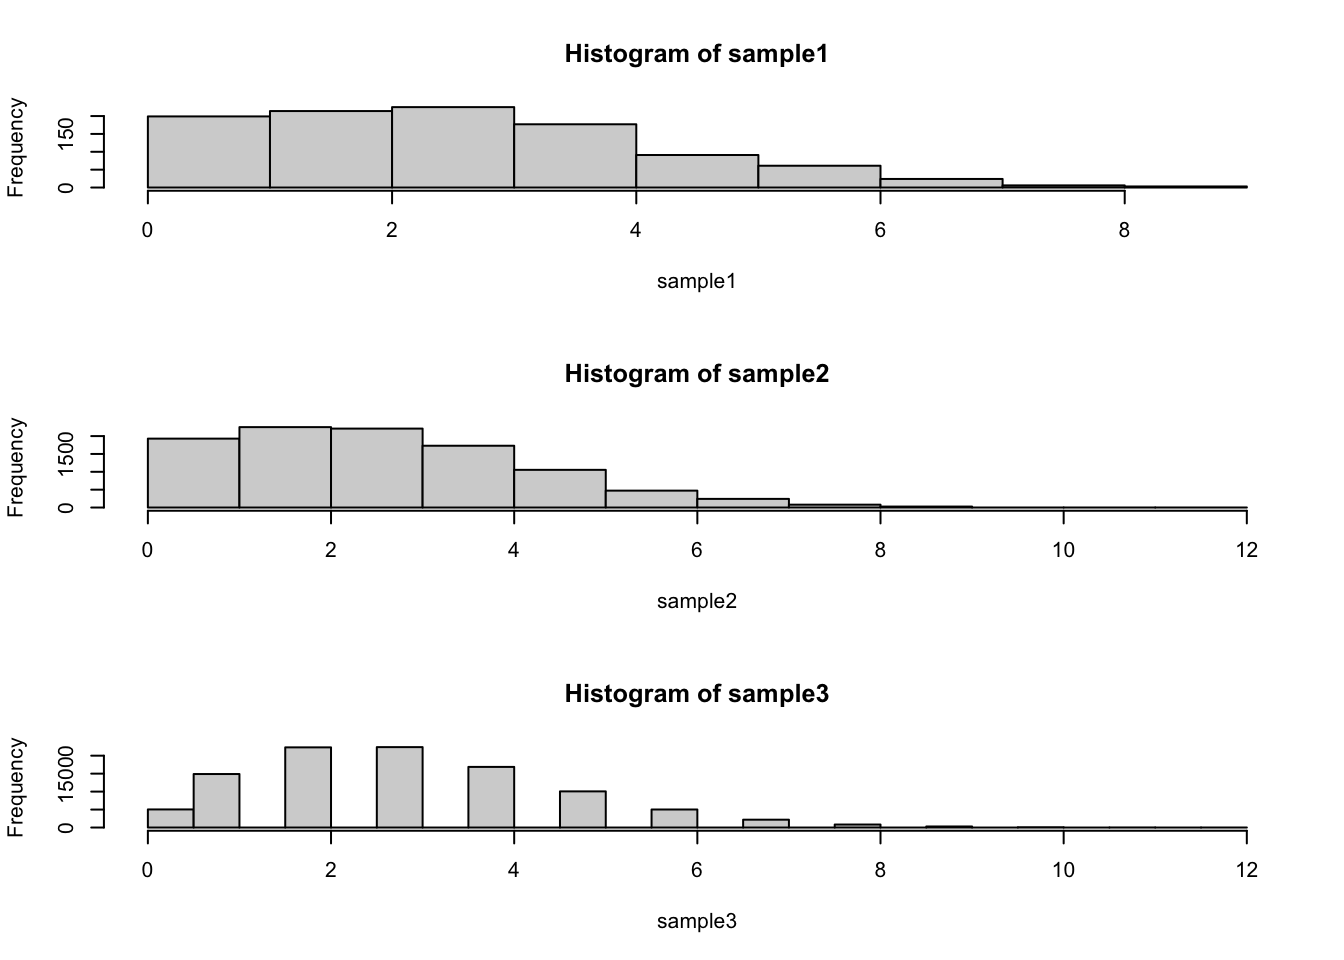 Histogram of sample1
Frequency
150
0
0 2 4 6 8
sample1
Histogram of sample2
Frequency
1500
0
0 2 4 6 8 10 12
sample2
Histogram of sample3
Frequency
15000
0
0 2 4 6 8 10 12
sample3